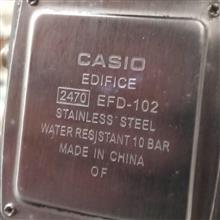 CASIO
EDIFICE
2470 EFD-102
STAINLESS STEEL
WATER RESISTANT 10 BAR
MADE IN CHINA
OF